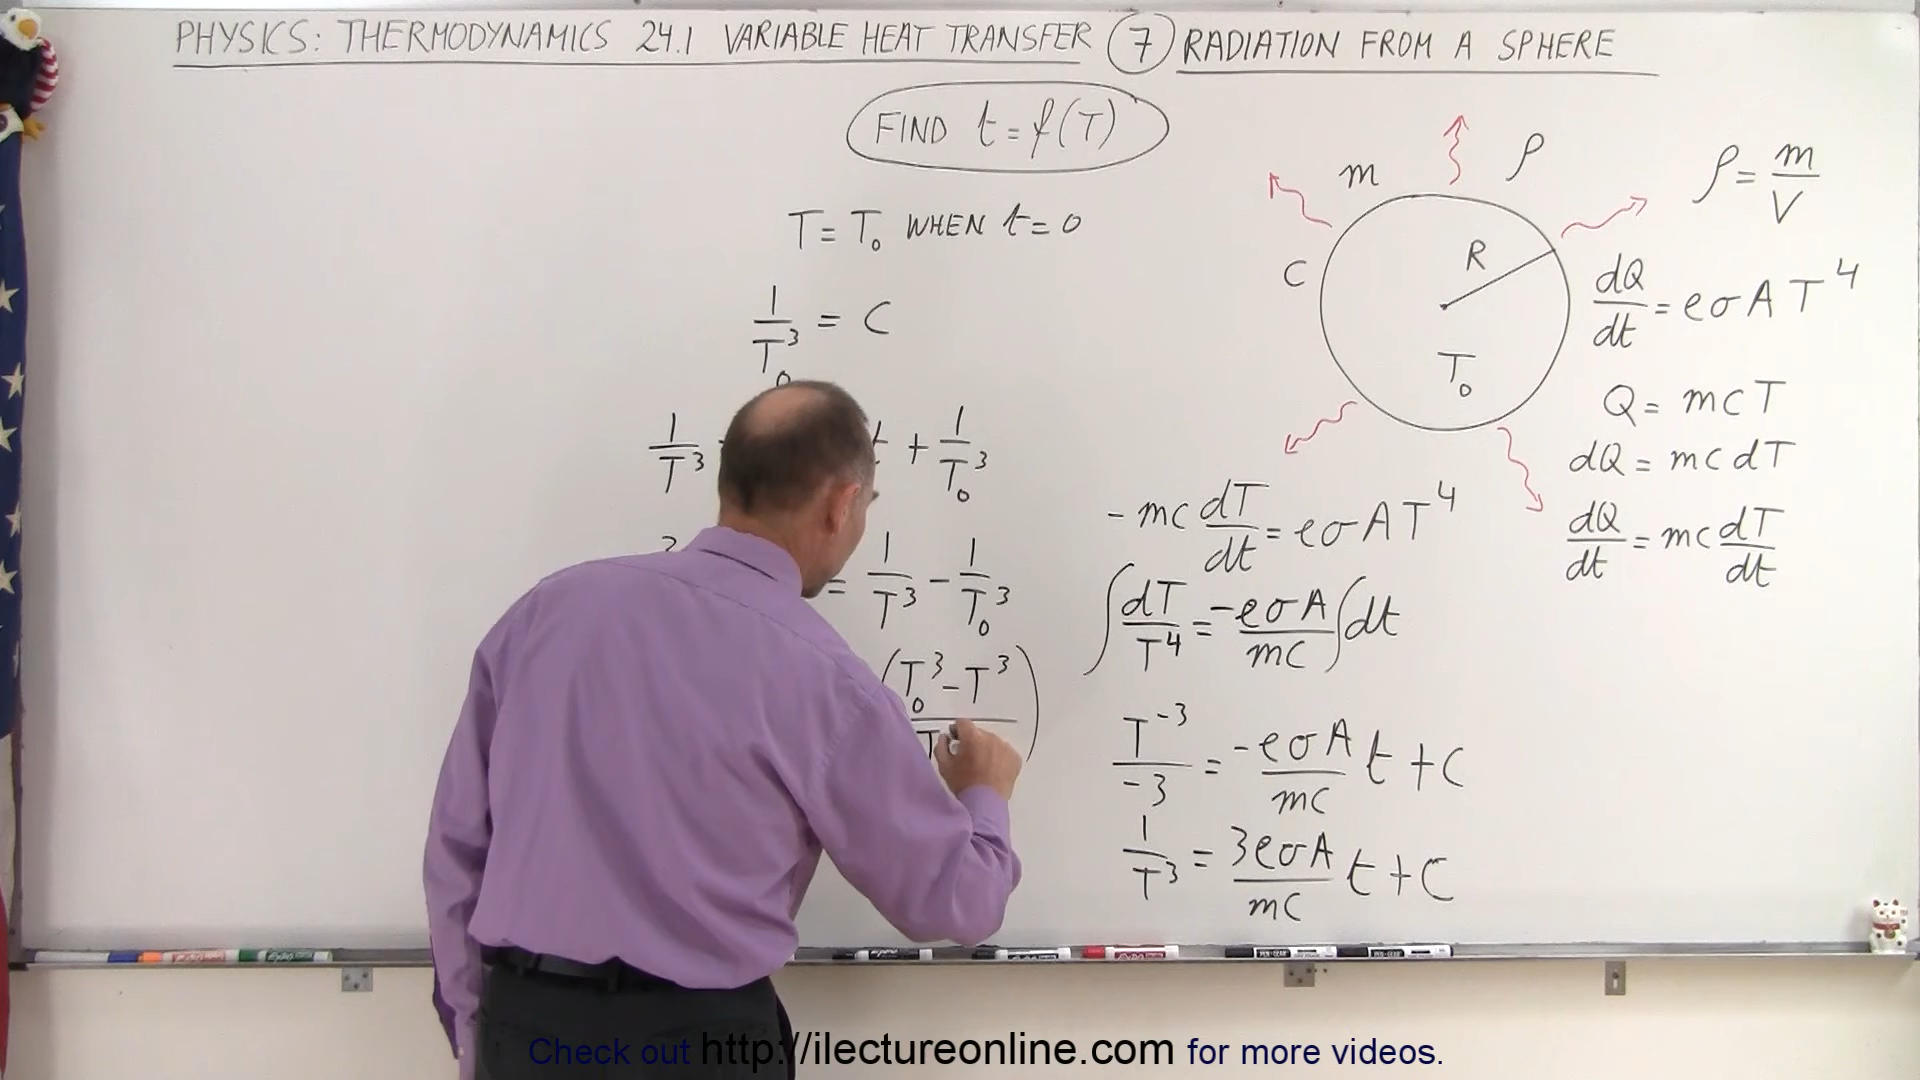 PHYSICS: THERMODYNAMICS 24.1 VARIABLE HEAT TRANSFER (7) RADIATION FROM A SPHERE
FIND t = f(T)
T = T₀ WHEN t = 0
1/T₀³ = C
1/T³ t + 1/T₀³
= 1/T³ - 1/T₀³
(T₀³ - T³)
m
ρ
C
R
T₀
ρ = m/V
dQ/dt = eσAT⁴
Q = mcT
dQ = mcdT
dQ/dt = mc dT/dt
-mc dT/dt = eσAT⁴
∫dT/T⁴ = -eσA/mc ∫dt
T⁻³/-3 = -eσA/mc t + C
1/T³ = 3eσA/mc t + C
Check out http://ilectureonline.com for more videos.